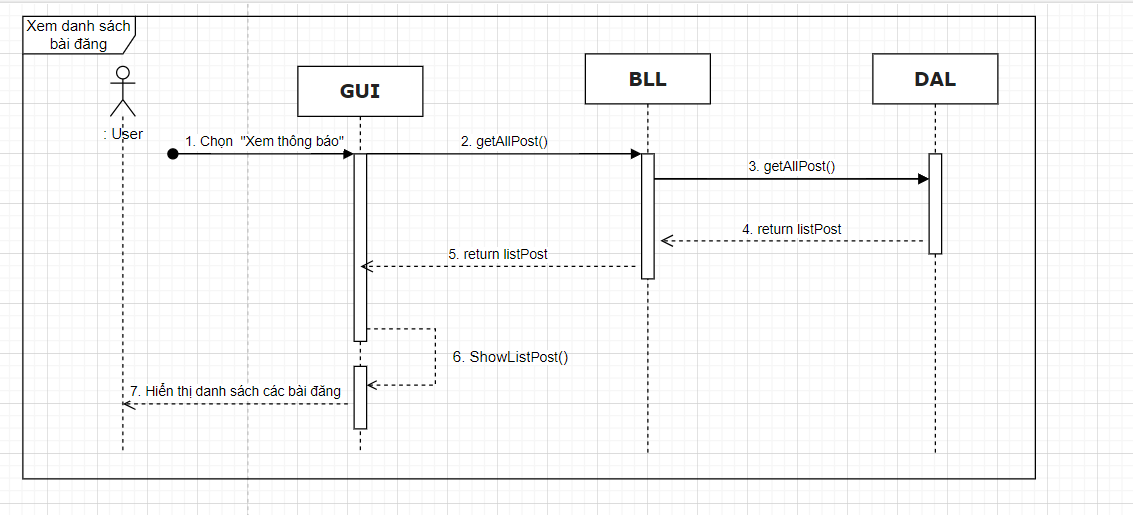 Xem danh sách
bài đăng
GUI
BLL
DAL
: User
1. Chọn "Xem thông báo"
2. getAllPost()
3. getAllPost()
4. return listPost
5. return listPost
6. ShowListPost()
7. Hiển thị danh sách các bài đăng